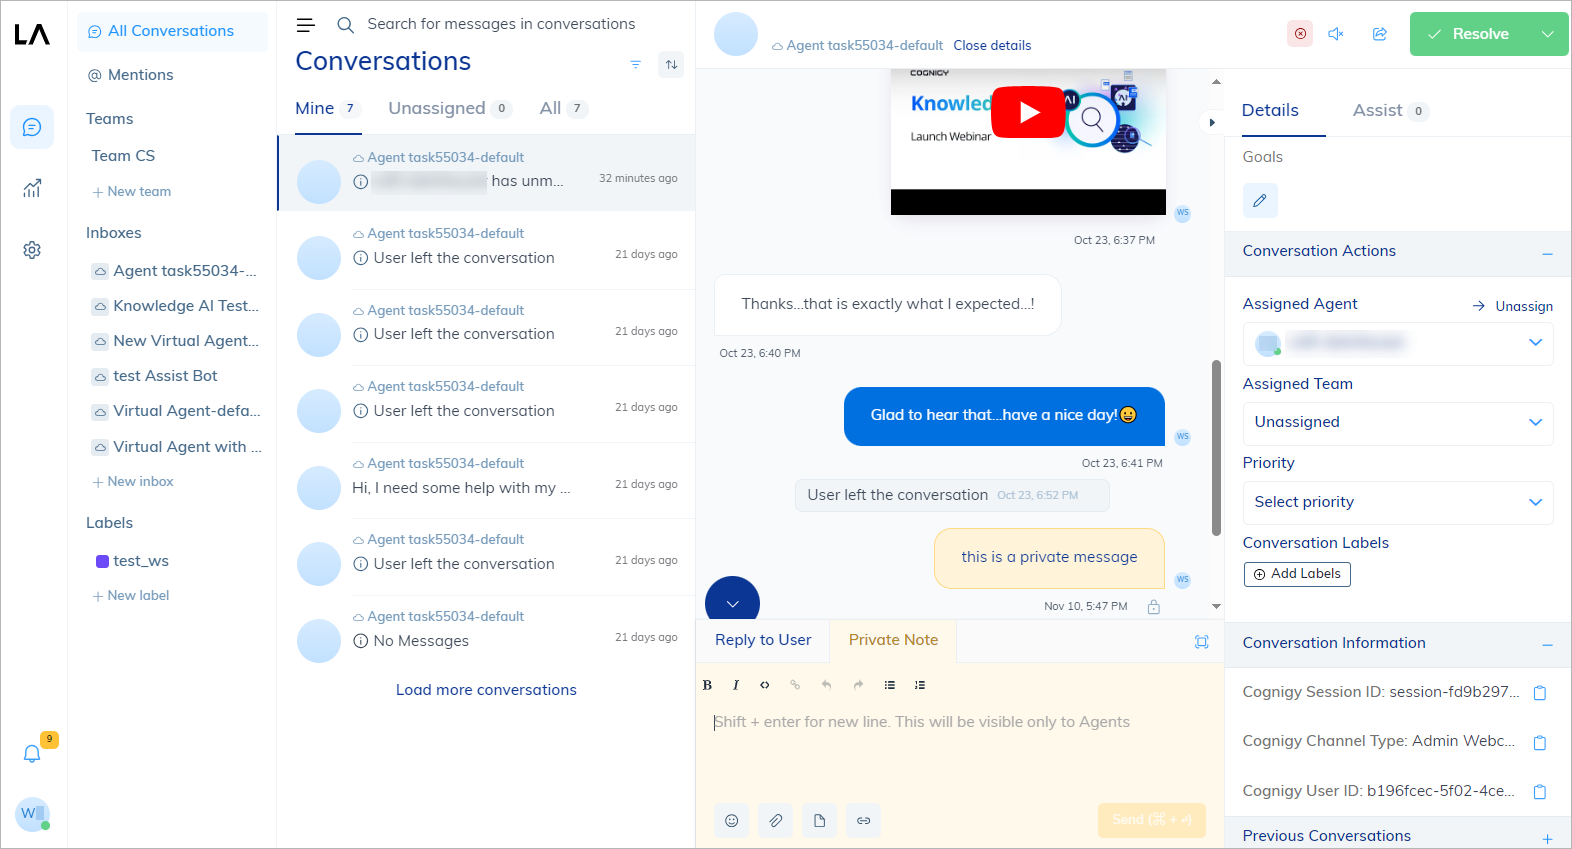 LA
All Conversations
@ Mentions
Teams
Team CS
+ New team
Inboxes
Agent task55034-...
Knowledge AI Test...
New Virtual Agent...
test Assist Bot
Virtual Agent-defa...
Virtual Agent with ...
+ New inbox
Labels
test_ws
+ New label
9
W
Search for messages in conversations
Conversations
Mine 7
Unassigned 0
All 7
Agent task55034-default
has unm...
32 minutes ago
Agent task55034-default
User left the conversation
21 days ago
Agent task55034-default
User left the conversation
21 days ago
Agent task55034-default
User left the conversation
21 days ago
Agent task55034-default
Hi, I need some help with my ...
21 days ago
Agent task55034-default
User left the conversation
21 days ago
Agent task55034-default
No Messages
21 days ago
Load more conversations
Agent task55034-default Close details
Resolve
COGNIGY
Knowled
AI
AI
Launch Webinar
WS
Oct 23, 6:37 PM
Thanks...that is exactly what I expected...!
Oct 23, 6:40 PM
Glad to hear that...have a nice day!😀
WS
Oct 23, 6:41 PM
User left the conversation Oct 23, 6:52 PM
this is a private message
WS
Nov 10, 5:47 PM
Reply to User
Private Note
B I
Shift + enter for new line. This will be visible only to Agents
Send (⌘ + ↵)
Details
Assist 0
Goals
Conversation Actions
Assigned Agent
Unassign
Assigned Team
Unassigned
Priority
Select priority
Conversation Labels
Add Labels
Conversation Information
Cognigy Session ID: session-fd9b297...
Cognigy Channel Type: Admin Webc...
Cognigy User ID: b196fcec-5f02-4ce...
Previous Conversations